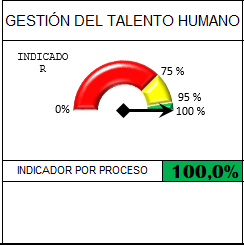 GESTIÓN DEL TALENTO HUMANO
INDICADO
R
75 %
95 %
0%
100 %
INDICADOR POR PROCESO 100,0%